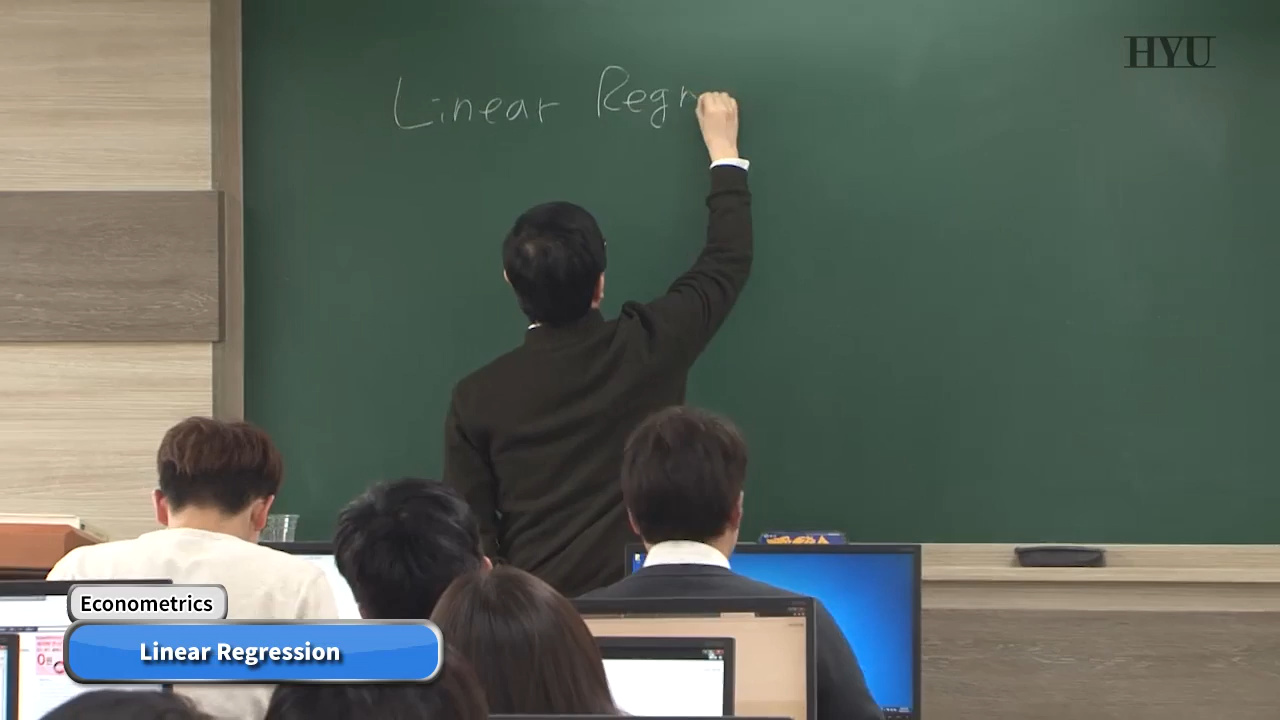 HYU
Linear Regr
Econometrics
Linear Regression